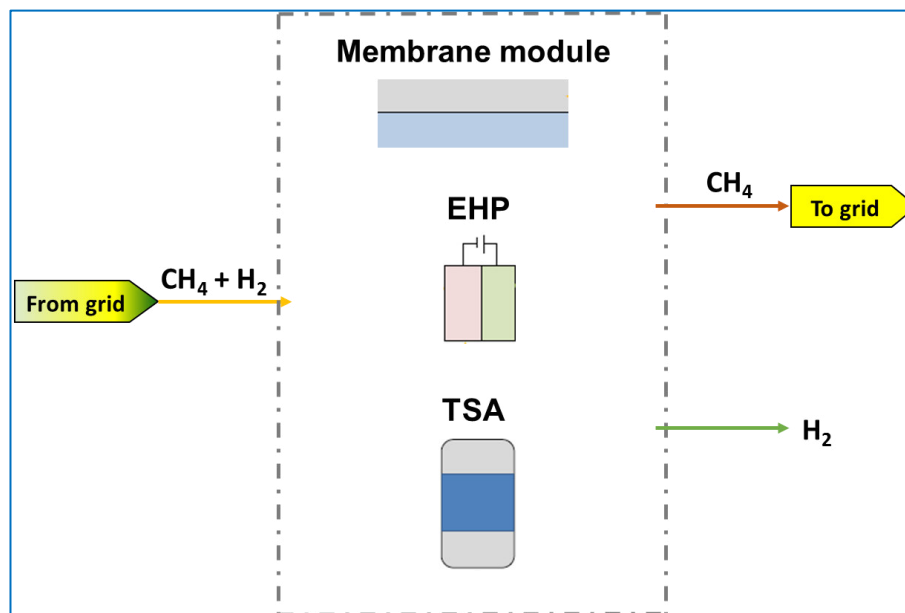 Membrane module
EHP
CH₄
To grid
CH₄ + H₂
From grid
TSA
H₂